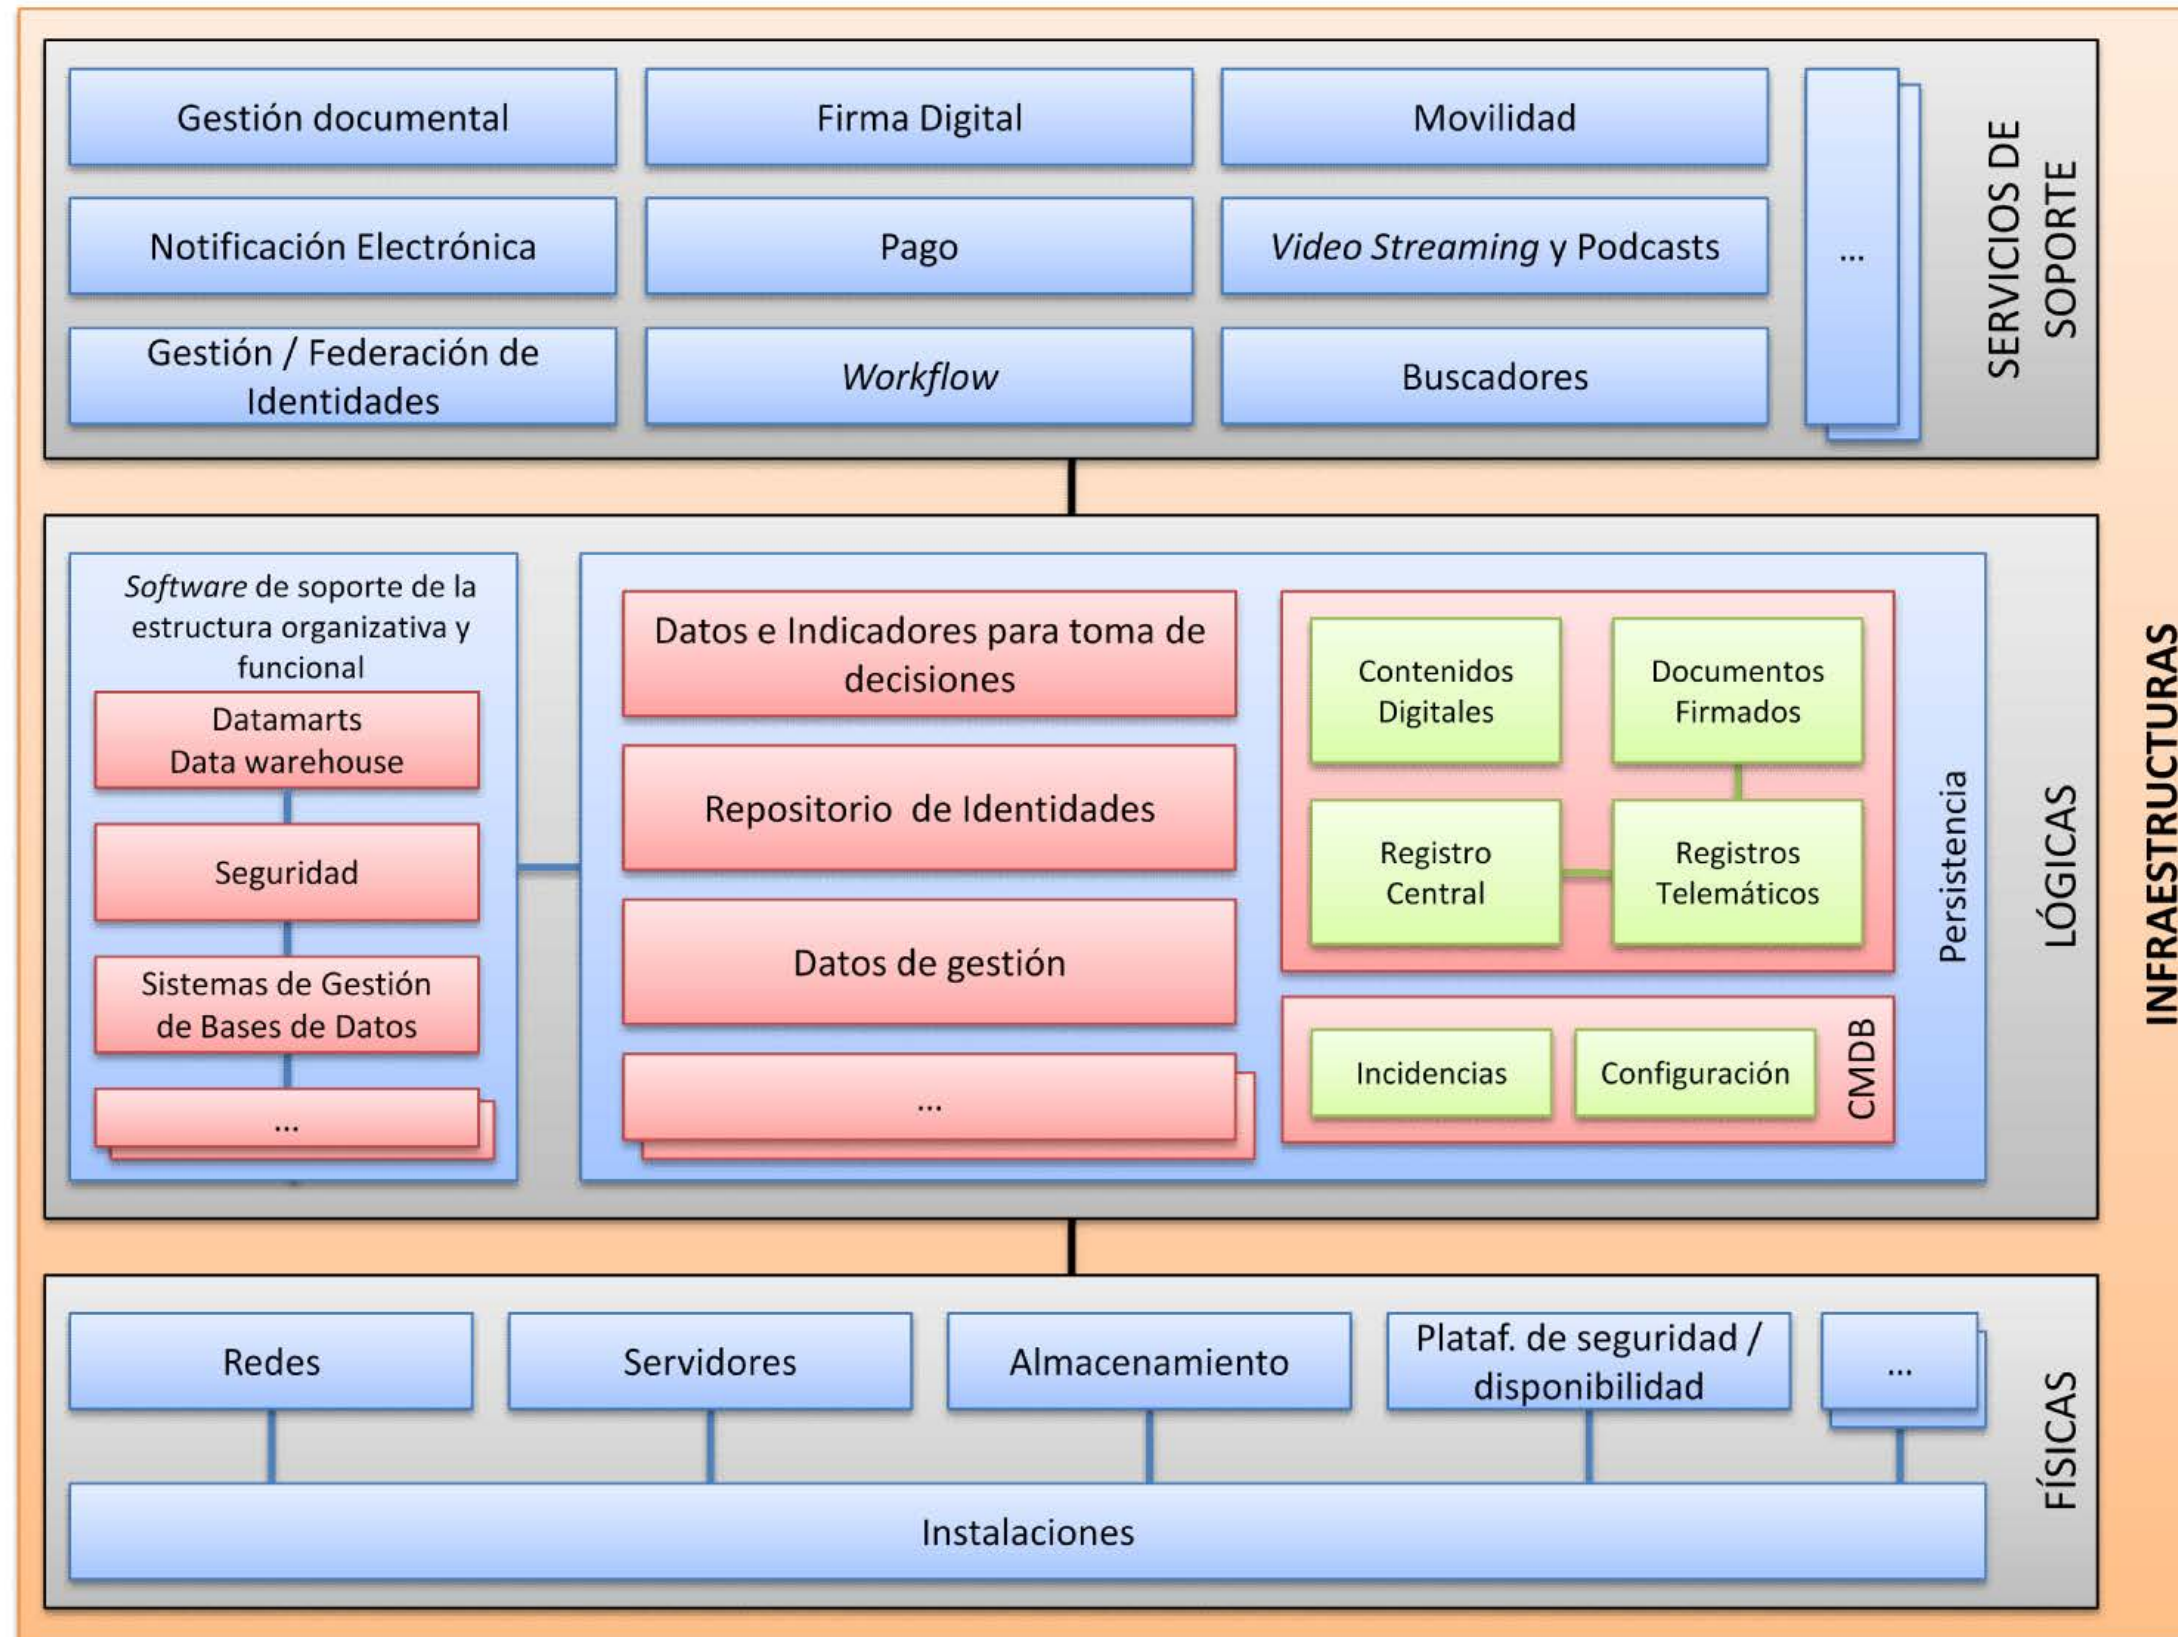 Gestión documental
Firma Digital
Movilidad
Notificación Electrónica
Pago
Video Streaming y Podcasts
...
Gestión / Federación de
Identidades
Workflow
Buscadores
SERVICIOS DE
SOPORTE
Software de soporte de la
estructura organizativa y
funcional
Datamarts
Data warehouse
Seguridad
Sistemas de Gestión
de Bases de Datos
...
Datos e Indicadores para toma de
decisiones
Repositorio de Identidades
Datos de gestión
...
Contenidos
Digitales
Documentos
Firmados
Registro
Central
Registros
Telemáticos
Incidencias
Configuración
CMDB
Persistencia
LÓGICAS
INFRAESTRUCTURAS
Redes
Servidores
Almacenamiento
Plataf. de seguridad /
disponibilidad
...
Instalaciones
FÍSICAS